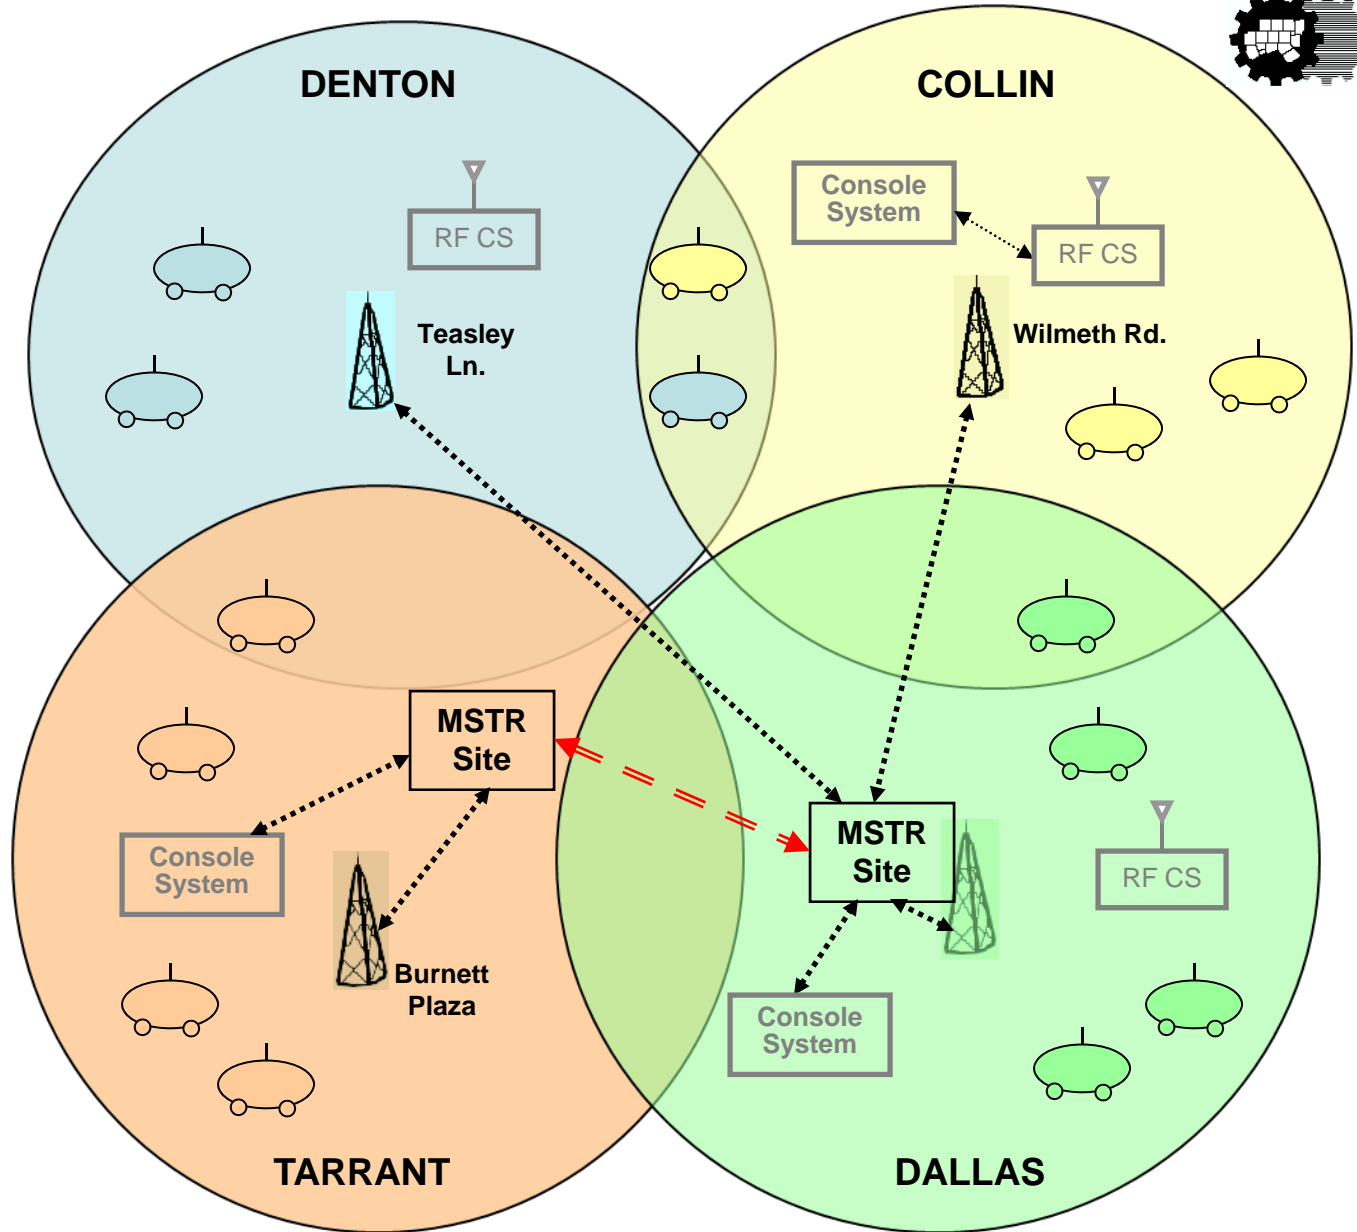 DENTON
COLLIN
Console
System
RF CS
RF CS
Teasley
Ln.
Wilmeth Rd.
MSTR
Site
MSTR
Site
Console
System
RF CS
Burnett
Plaza
Console
System
TARRANT
DALLAS